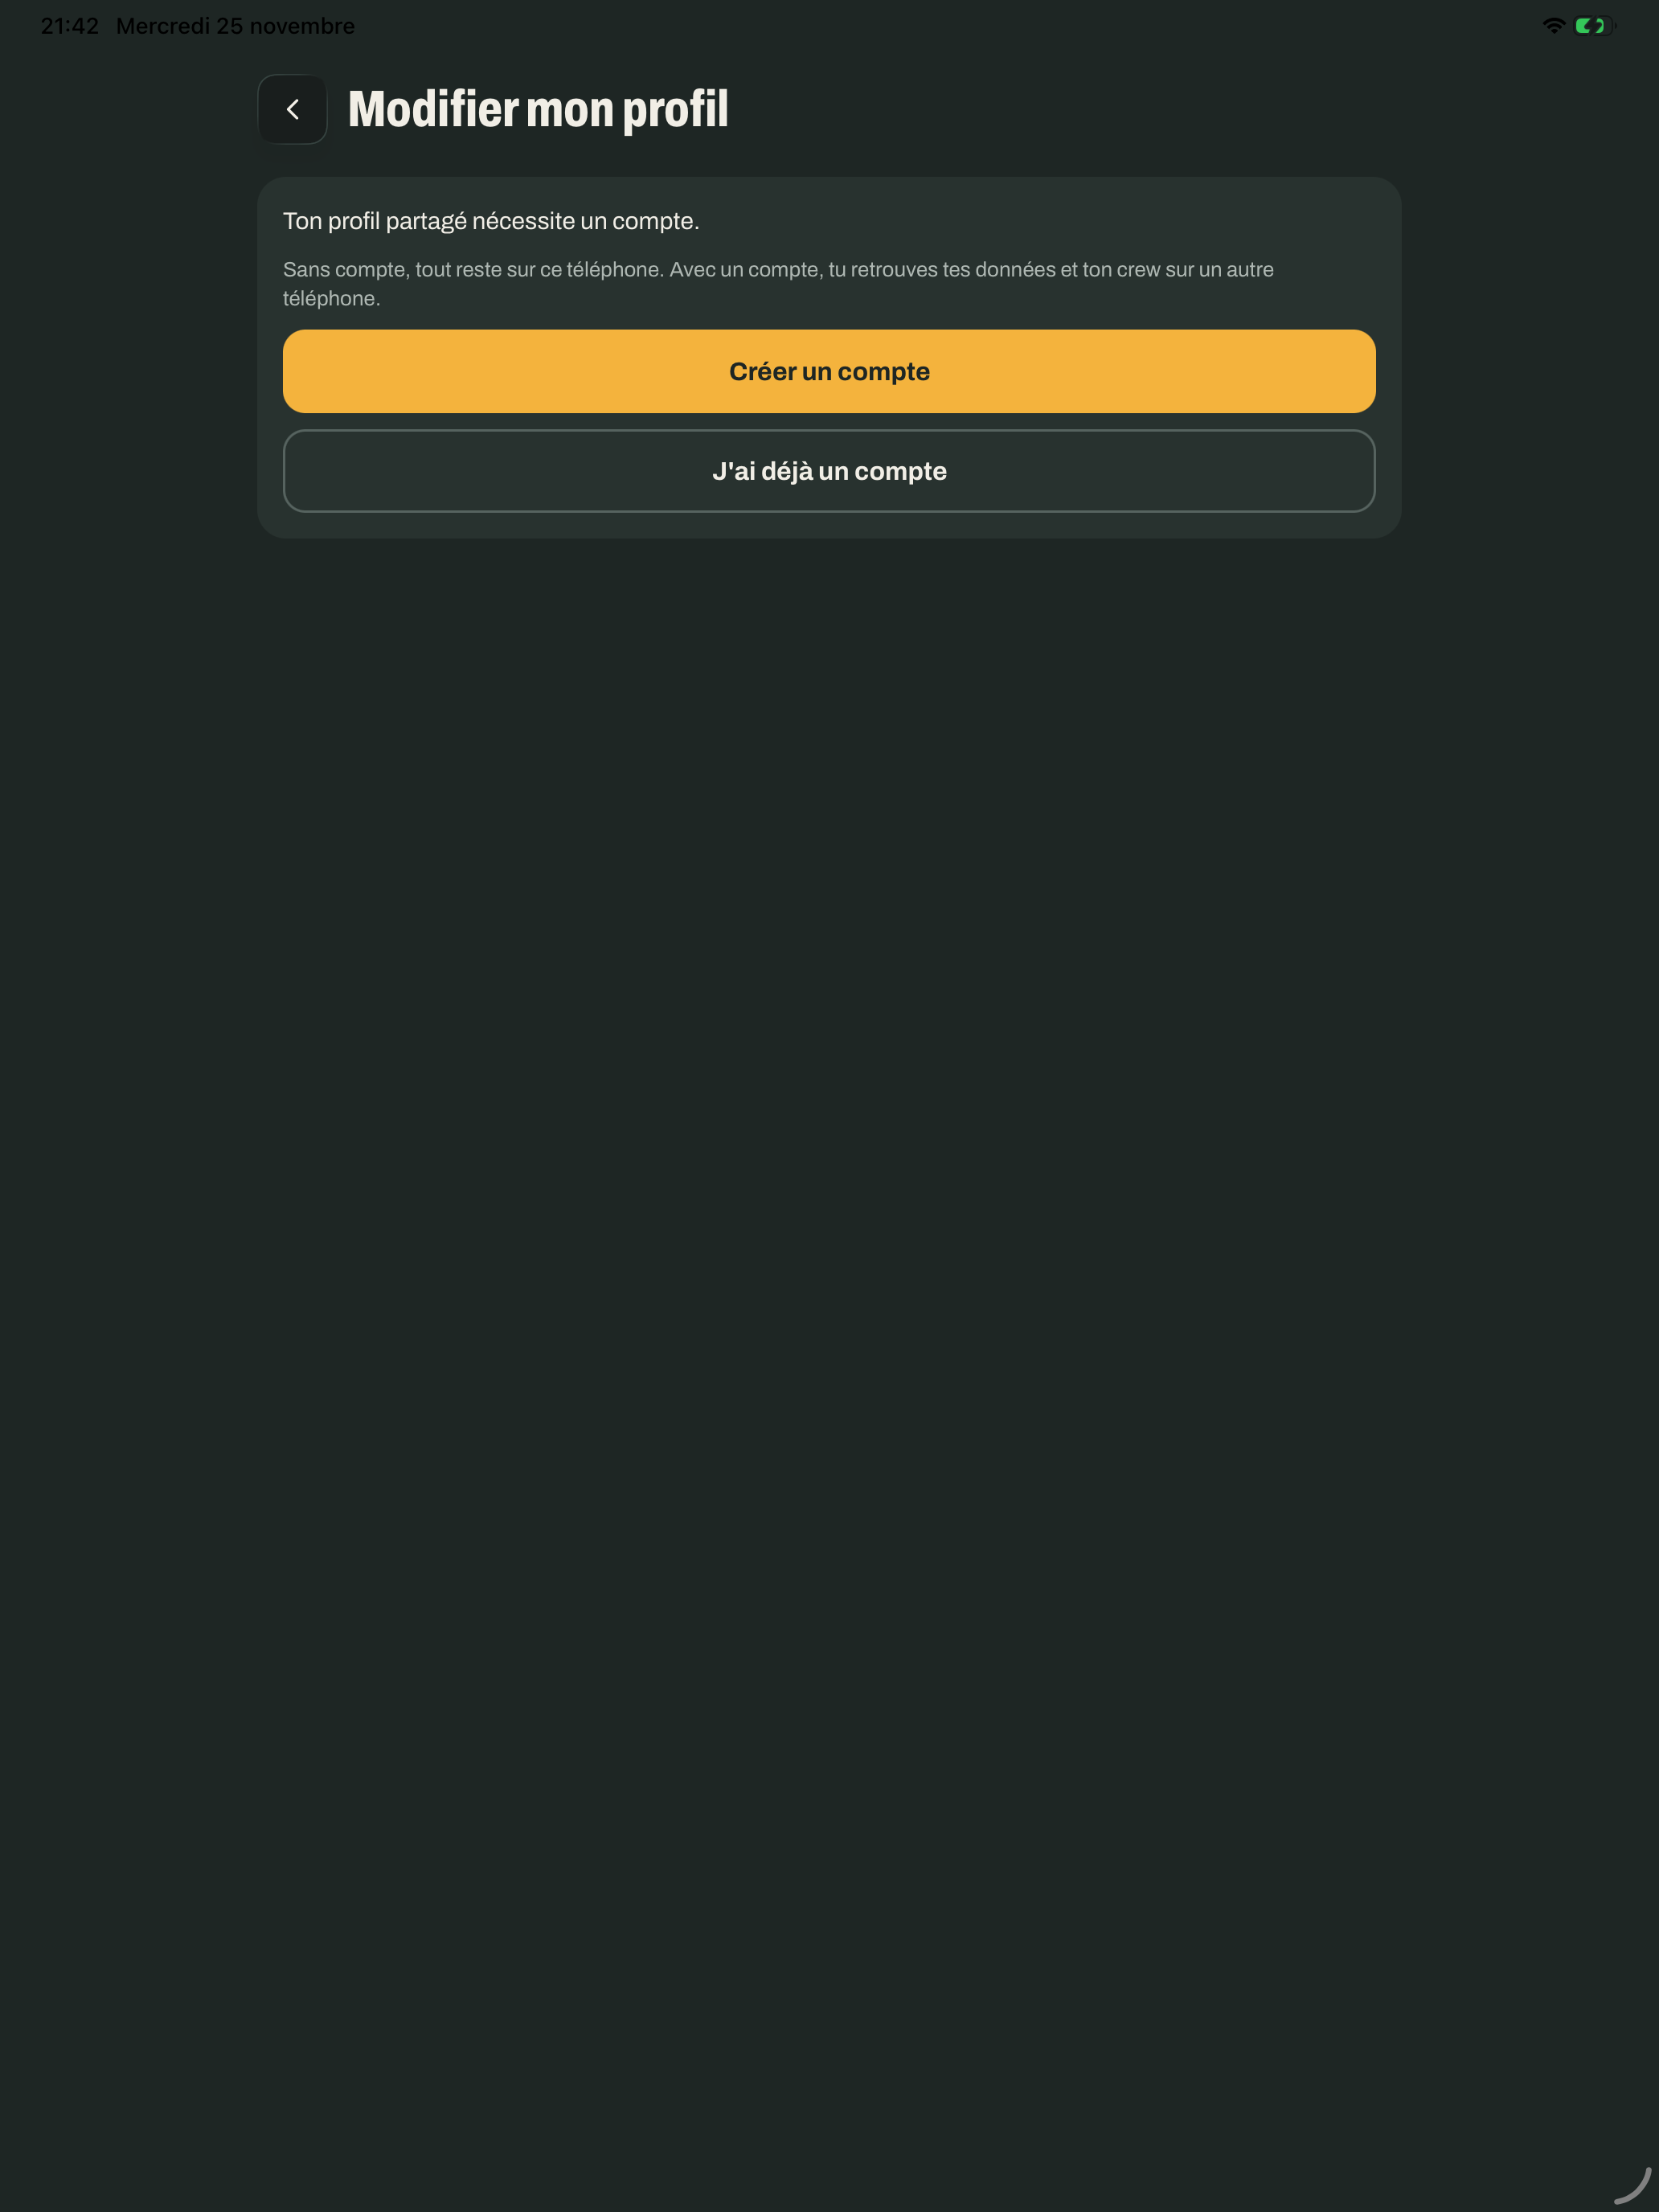 21:42 Mercredi 25 novembre
Modifier mon profil
Ton profil partagé nécessite un compte.
Sans compte, tout reste sur ce téléphone. Avec un compte, tu retrouves tes données et ton crew sur un autre
téléphone.
Créer un compte
J'ai déjà un compte